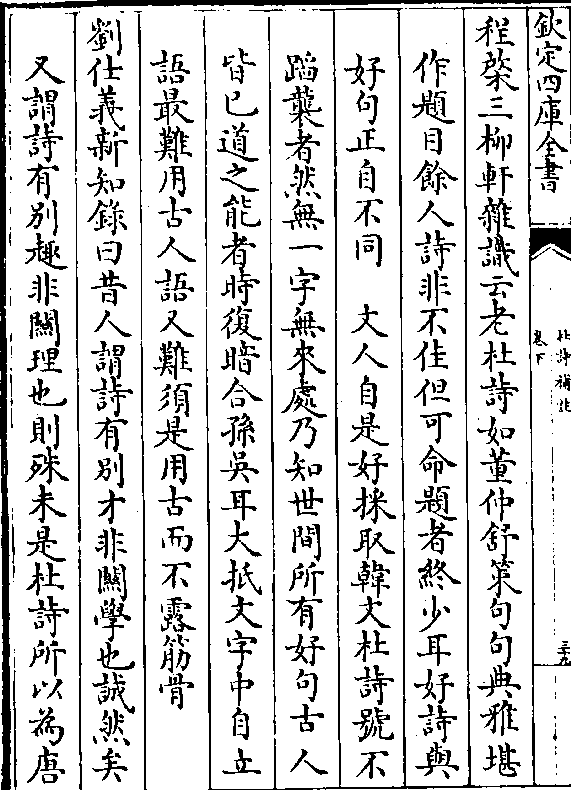 程棨三柳軒雜識云老杜詩如董仲舒策句句典雅堪
作題目餘人詩非不佳但可命題者終少耳好詩與
好句正自不同　文人自是好採取韓文杜詩號不
蹈襲者然無一字無來處乃知世間所有好句古人
皆已道之能者時復暗合孫吳耳大抵文字中自立
語最難用古人語又難須是用古而不露筋骨
劉仕義新知錄曰昔人謂詩有别才非關學也誠然矣
又謂詩有别趣非關理也則殊未是杜詩所以為唐
欽定四庫全書
杜詩補註
卷下
三九